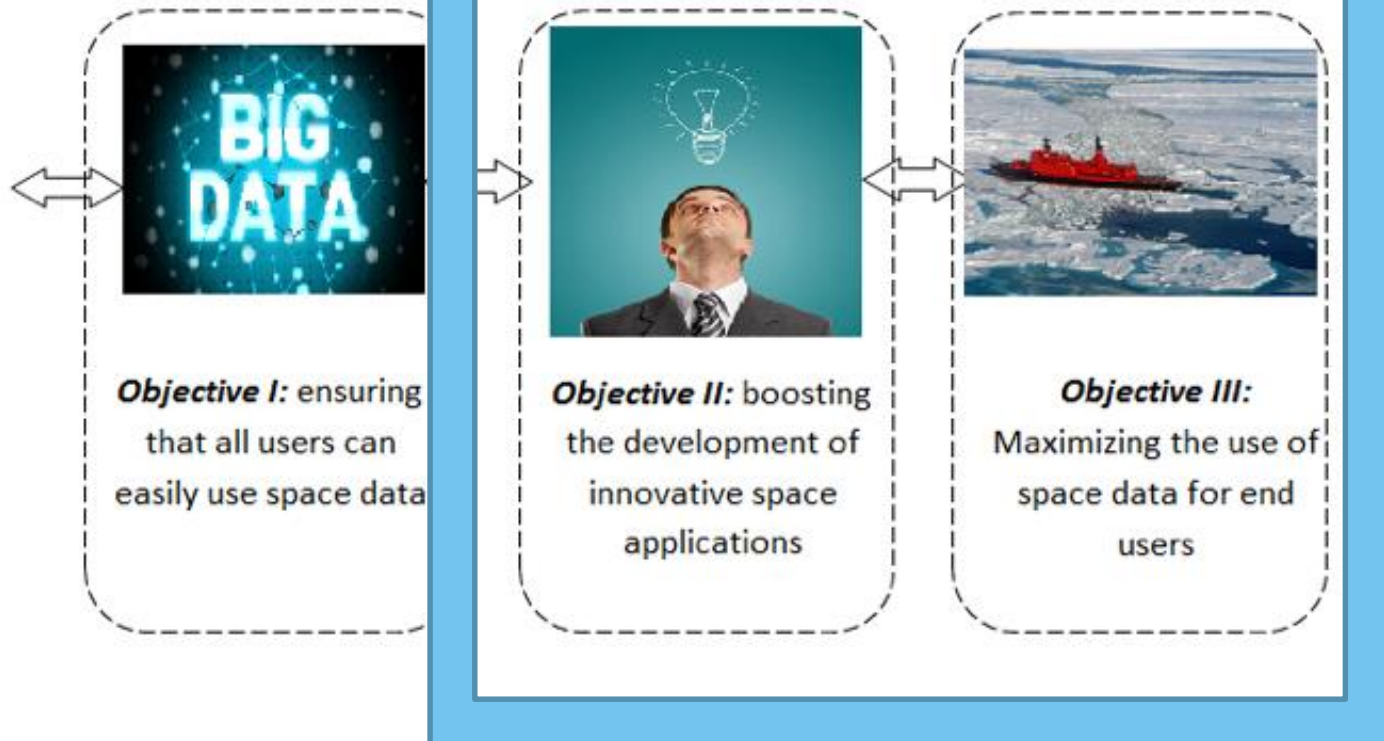 BIG
DATA
Objective I: ensuring
that all users can
easily use space data
Objective II: boosting
the development of
innovative space
applications
Objective III:
Maximizing the use of
space data for end
users